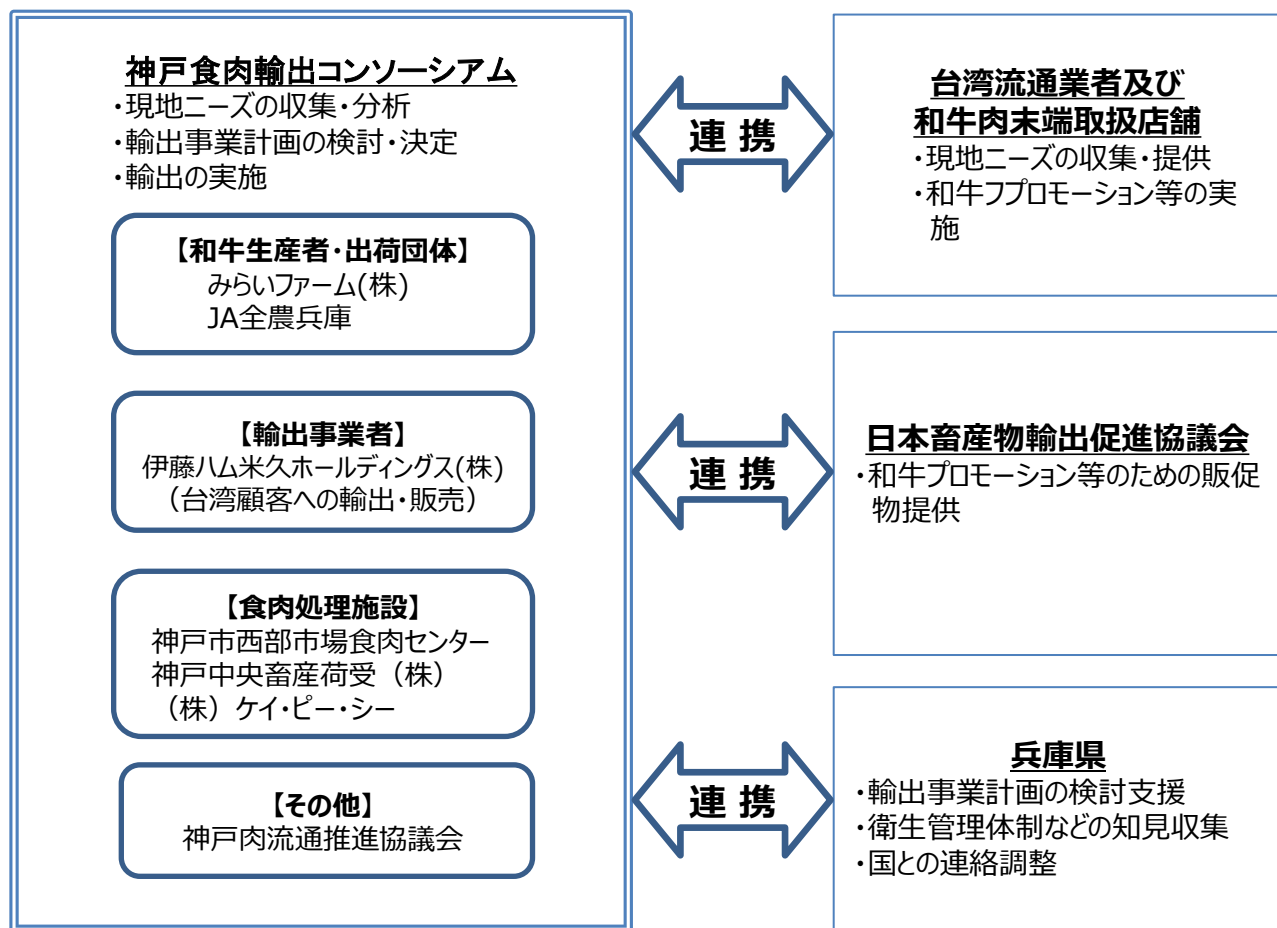 神戸食肉輸出コンソーシアム
・現地ニーズの収集・分析
・輸出事業計画の検討・決定
・輸出の実施
【和牛生産者・出荷団体】
みらいファーム(株)
JA全農兵庫
【輸出事業者】
伊藤ハム米久ホールディングス(株)
（台湾顧客への輸出・販売）
【食肉処理施設】
神戸市西部市場食肉センター
神戸中央畜産荷受（株）
（株）ケイ・ピー・シー
【その他】
神戸肉流通推進協議会
連 携
台湾流通業者及び
和牛肉末端取扱店舗
・現地ニーズの収集・提供
・和牛フプロモーション等の実
施
連 携
日本畜産物輸出促進協議会
・和牛プロモーション等のための販促
物提供
連 携
兵庫県
・輸出事業計画の検討支援
・衛生管理体制などの知見収集
・国との連絡調整